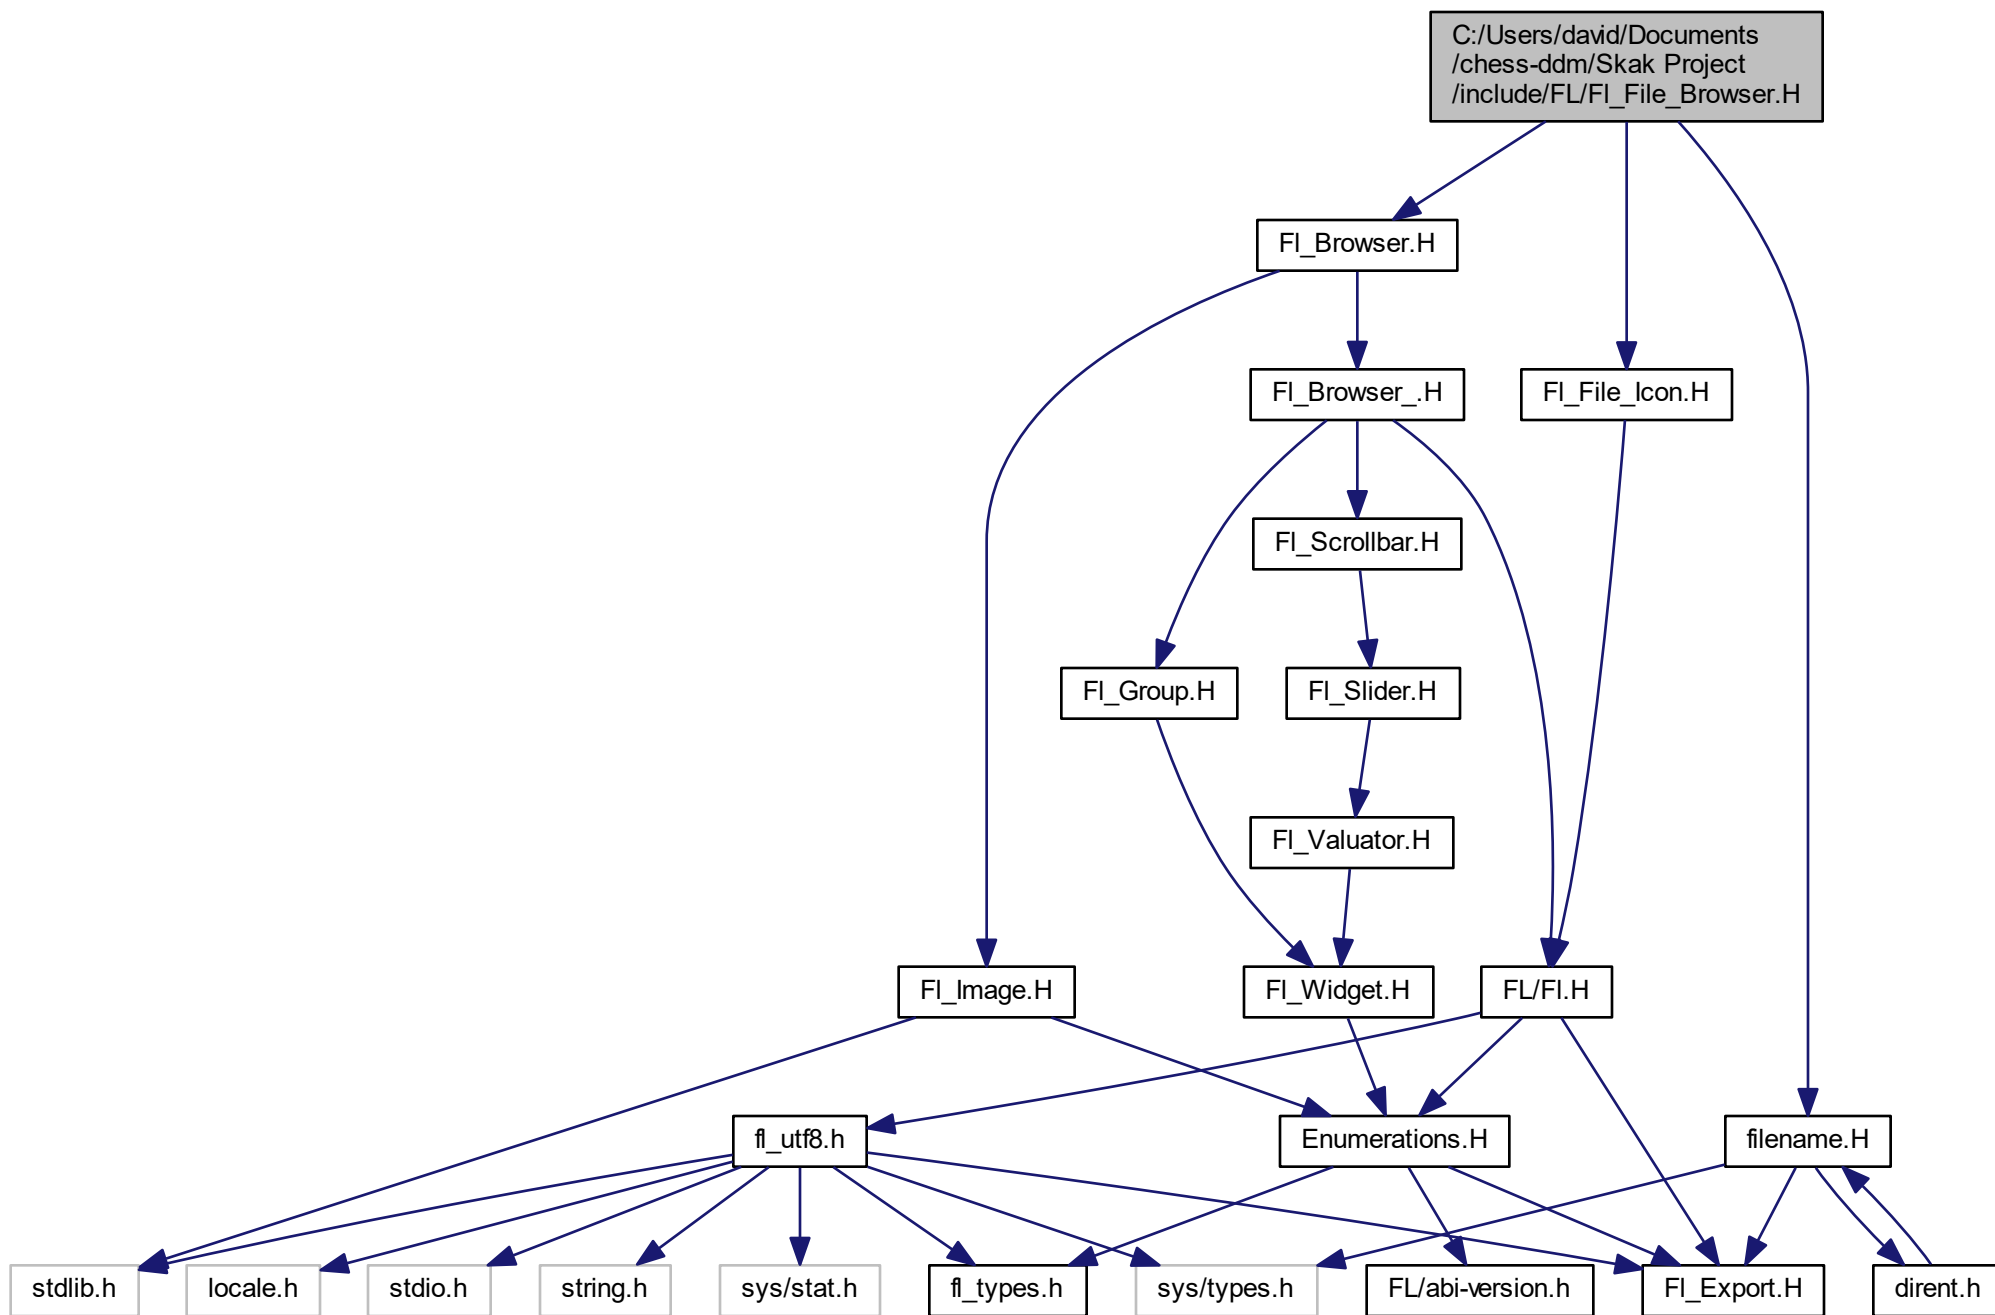 C:/Users/david/Documents
/chess-ddm/Skak Project
/include/FL/Fl_File_Browser.H
Fl_Browser.H
Fl_Browser_.H
Fl_File_Icon.H
Fl_Scrollbar.H
Fl_Group.H
Fl_Slider.H
Fl_Valuator.H
Fl_Image.H
Fl_Widget.H
FL/Fl.H
fl_utf8.h
Enumerations.H
filename.H
stdlib.h
locale.h
stdio.h
string.h
sys/stat.h
fl_types.h
sys/types.h
FL/abi-version.h
Fl_Export.H
dirent.h